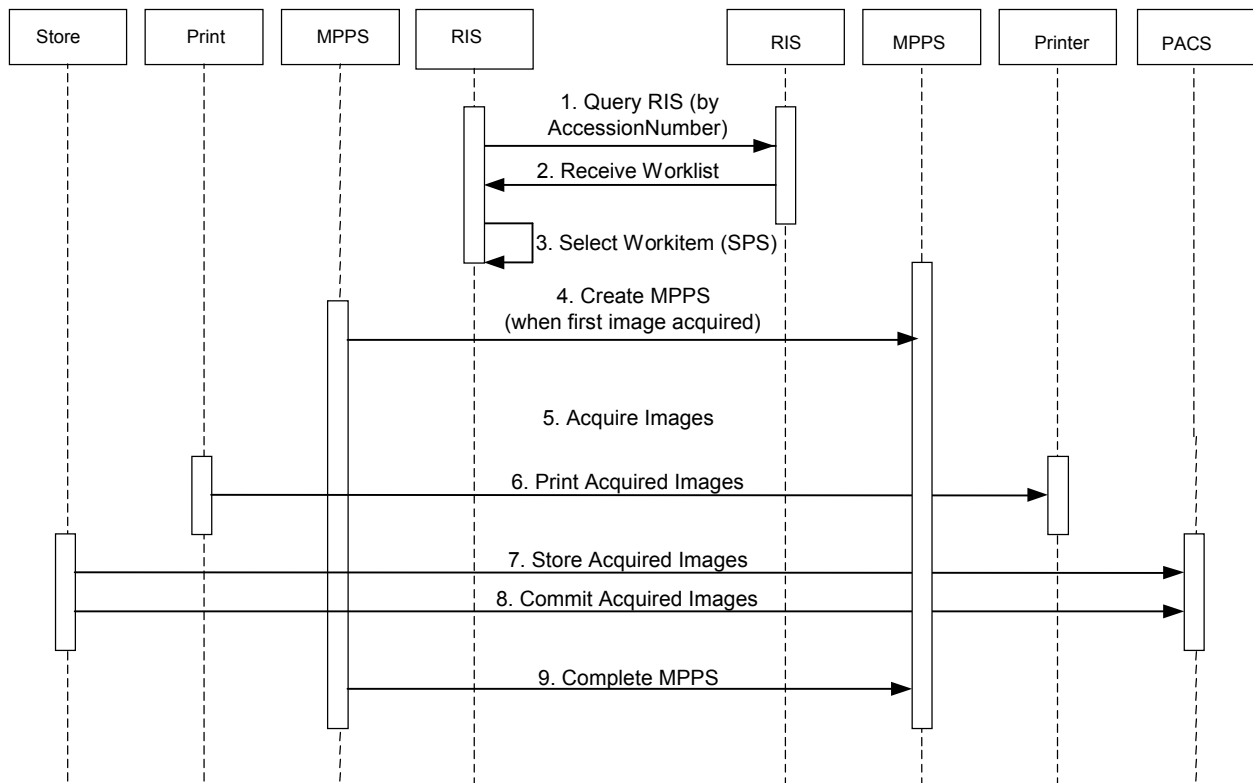 Store
Print
MPPS
RIS
RIS
MPPS
Printer
PACS
1. Query RIS (by
AccessionNumber)
2. Receive Worklist
3. Select Workitem (SPS)
4. Create MPPS
(when first image acquired)
5. Acquire Images
6. Print Acquired Images
7. Store Acquired Images
8. Commit Acquired Images
9. Complete MPPS